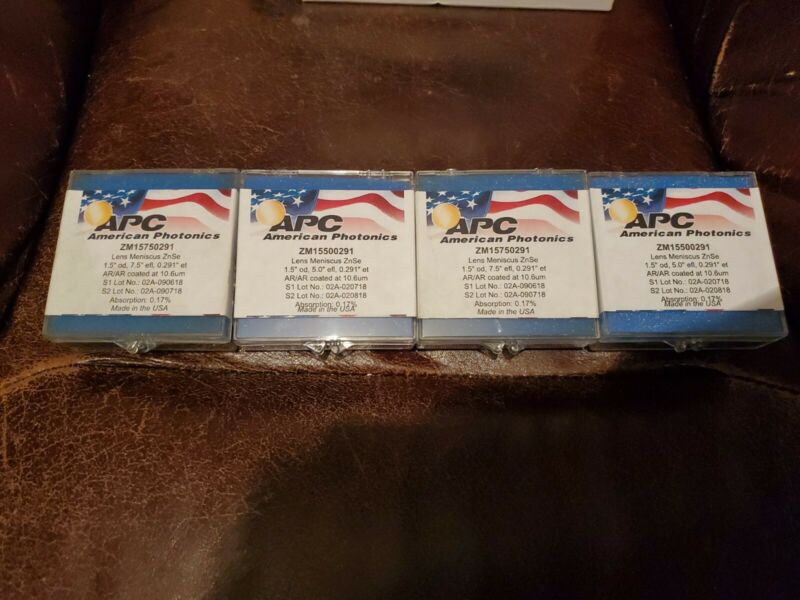 APC
American Photonics
ZM15750291
Lens Meniscus ZnSe
1.5" od, 7.5" efl, 0.291" et
AR/AR coated at 10.6um
S1 Lot No.: 02A-090618
S2 Lot No.: 02A-090718
Absorption: 0.17%
Made in the USA
APC
American Photonics
ZM15500291
Lens Meniscus ZnSe
1.5" od, 5.0" efl, 0.291" et
AR/AR coated at 10.6um
S1 Lot No.: 02A-020718
S2 Lot No.: 02A-020818
Absorption: 0.17%
Made in the USA
APC
American Photonics
ZM15750291
Lens Meniscus ZnSe
1.5" od, 7.5" efl, 0.291" et
AR/AR coated at 10.6um
S1 Lot No.: 02A-090618
S2 Lot No.: 02A-090718
Absorption: 0.17%
Made in the USA
APC
American Photonics
ZM15500291
Lens Meniscus ZnSe
1.5" od, 5.0" efl, 0.291" et
AR/AR coated at 10.6um
S1 Lot No.: 02A-020718
S2 Lot No.: 02A-020818
Absorption: 0.17%
Made in the USA